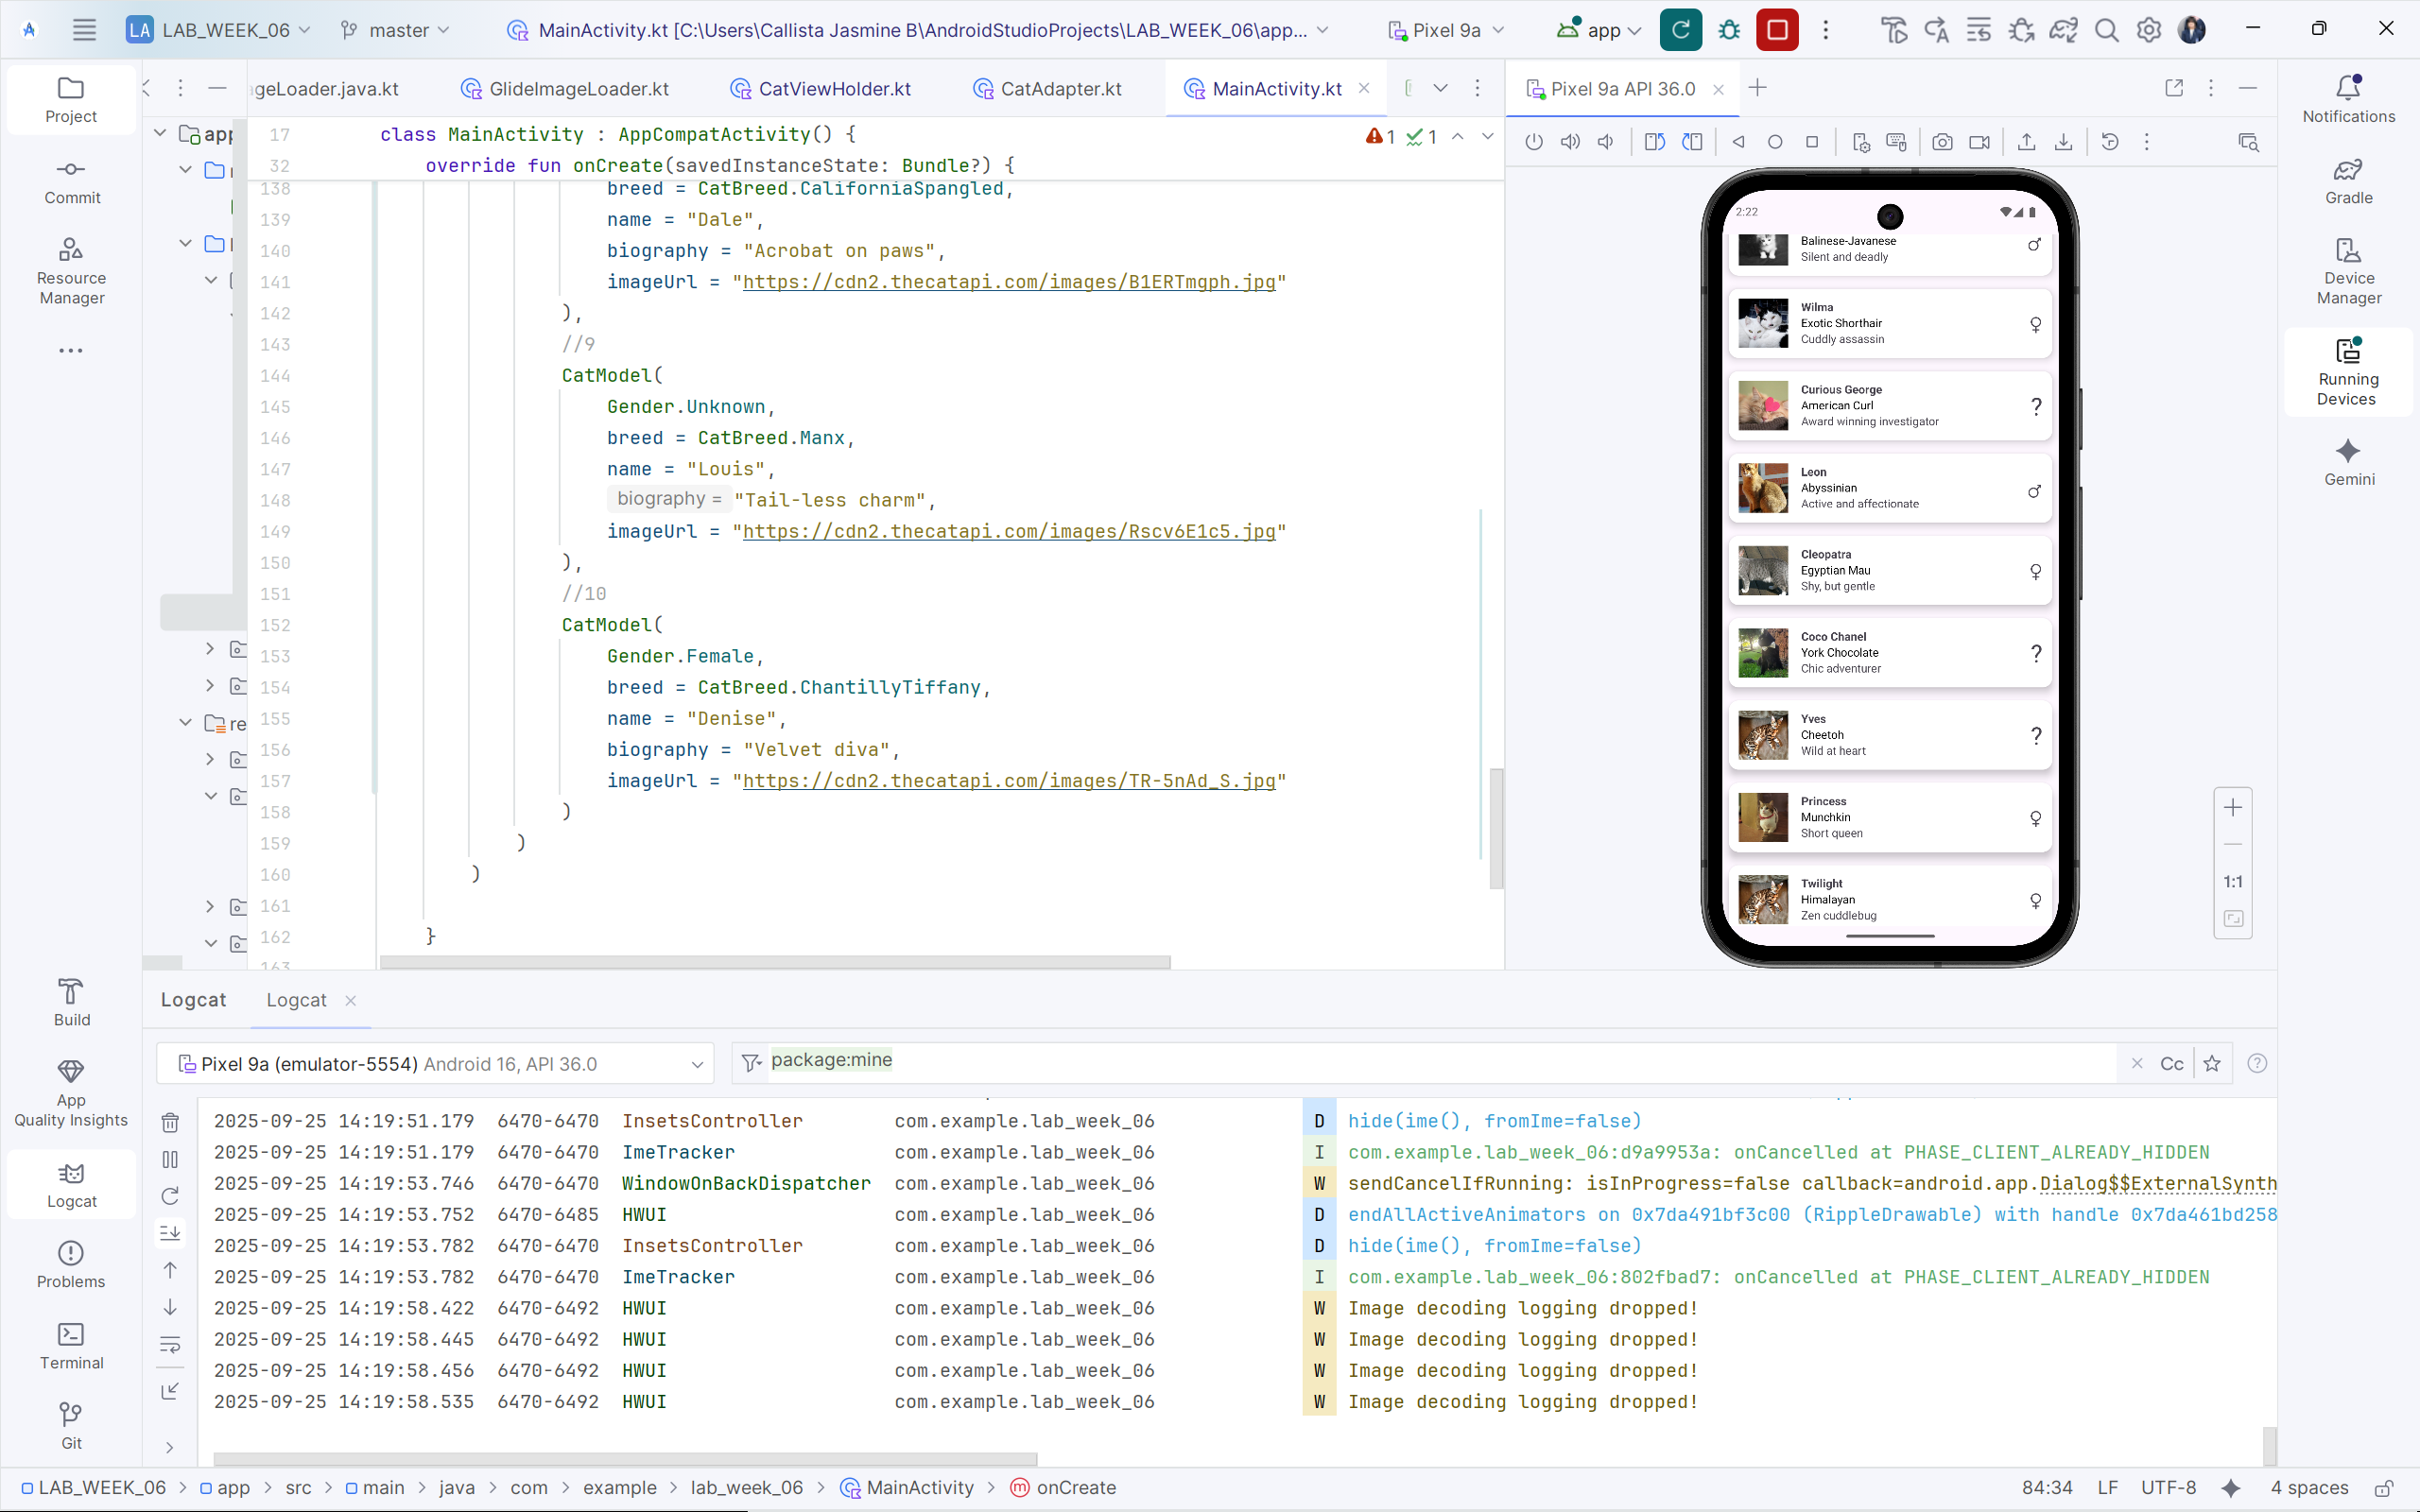 LA LAB_WEEK_06 master MainActivity.kt [C:\Users\Callista Jasmine B\AndroidStudioProjects\LAB_WEEK_06\app... Pixel 9a app
Project
Commit
Resource
Manager
Build
App
Quality Insights
Logcat
Problems
Terminal
Git
app
re
geLoader.java.kt GlideImageLoader.kt CatViewHolder.kt CatAdapter.kt MainActivity.kt
17 class MainActivity : AppCompatActivity() {
1 1
32 override fun onCreate(savedInstanceState: Bundle?) {
138 breed = CatBreed.CaliforniaSpangled,
139 name = "Dale",
140 biography = "Acrobat on paws",
141 imageUrl = "https://cdn2.thecatapi.com/images/B1ERTmgph.jpg"
142 ),
143 //9
144 CatModel(
145 Gender.Unknown,
146 breed = CatBreed.Manx,
147 name = "Louis",
148 biography = "Tail-less charm",
149 imageUrl = "https://cdn2.thecatapi.com/images/Rscv6E1c5.jpg"
150 ),
151 //10
152 CatModel(
153 Gender.Female,
154 breed = CatBreed.ChantillyTiffany,
155 name = "Denise",
156 biography = "Velvet diva",
157 imageUrl = "https://cdn2.thecatapi.com/images/TR-5nAd_S.jpg"
158 )
159 )
160 )
161
162 }
163
Pixel 9a API 36.0
2:22
Balinese-Javanese
Silent and deadly
♂
Wilma
Exotic Shorthair
Cuddly assassin
♀
Curious George
American Curl
Award winning investigator
?
Leon
Abyssinian
Active and affectionate
♂
Cleopatra
Egyptian Mau
Shy, but gentle
♀
Coco Chanel
York Chocolate
Chic adventurer
?
Yves
Cheetoh
Wild at heart
?
Princess
Munchkin
Short queen
♀
Twilight
Himalayan
Zen cuddlebug
♀
1:1
Notifications
Gradle
Device
Manager
Running
Devices
Gemini
Logcat Logcat
Pixel 9a (emulator-5554) Android 16, API 36.0
package:mine
Cc
2025-09-25 14:19:51.179 6470-6470 InsetsController com.example.lab_week_06 D hide(ime(), fromIme=false)
2025-09-25 14:19:51.179 6470-6470 ImeTracker com.example.lab_week_06 I com.example.lab_week_06:d9a9953a: onCancelled at PHASE_CLIENT_ALREADY_HIDDEN
2025-09-25 14:19:53.746 6470-6470 WindowOnBackDispatcher com.example.lab_week_06 W sendCancelIfRunning: isInProgress=false callback=android.app.Dialog$$ExternalSynth
2025-09-25 14:19:53.752 6470-6485 HWUI com.example.lab_week_06 D endAllActiveAnimators on 0x7da491bf3c00 (RippleDrawable) with handle 0x7da461bd258
2025-09-25 14:19:53.782 6470-6470 InsetsController com.example.lab_week_06 D hide(ime(), fromIme=false)
2025-09-25 14:19:53.782 6470-6470 ImeTracker com.example.lab_week_06 I com.example.lab_week_06:802fbad7: onCancelled at PHASE_CLIENT_ALREADY_HIDDEN
2025-09-25 14:19:58.422 6470-6492 HWUI com.example.lab_week_06 W Image decoding logging dropped!
2025-09-25 14:19:58.445 6470-6492 HWUI com.example.lab_week_06 W Image decoding logging dropped!
2025-09-25 14:19:58.456 6470-6492 HWUI com.example.lab_week_06 W Image decoding logging dropped!
2025-09-25 14:19:58.535 6470-6492 HWUI com.example.lab_week_06 W Image decoding logging dropped!
LAB_WEEK_06 > app > src > main > java > com > example > lab_week_06 > MainActivity > onCreate
84:34 LF UTF-8 4 spaces